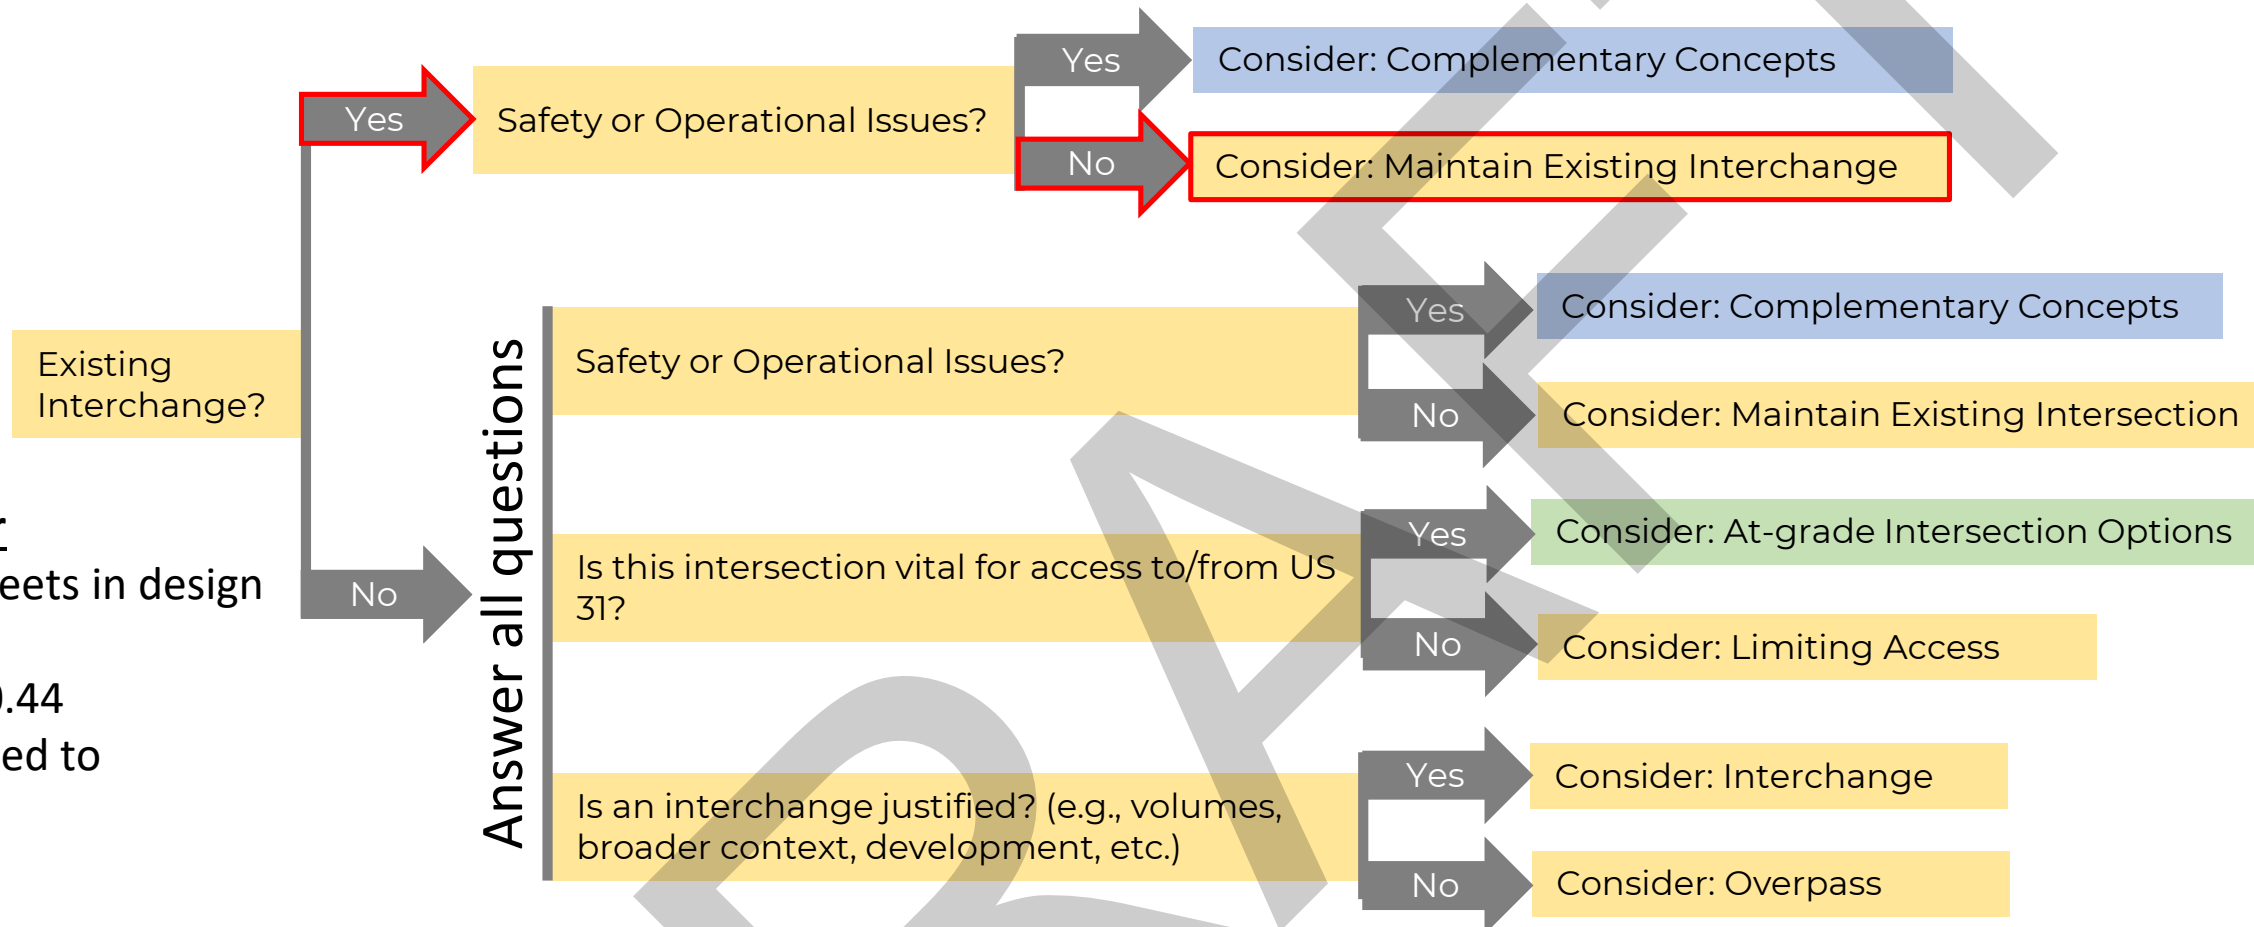 Yes
Safety or Operational Issues?
Yes
Consider: Complementary Concepts
No
Consider: Maintain Existing Interchange
Existing
Interchange?
No
Answer all questions
Safety or Operational Issues?
Yes
Consider: Complementary Concepts
No
Consider: Maintain Existing Intersection
Is this intersection vital for access to/from US
31?
Yes
Consider: At-grade Intersection Options
No
Consider: Limiting Access
Is an interchange justified? (e.g., volumes,
broader context, development, etc.)
Yes
Consider: Interchange
No
Consider: Overpass
in design
.44
to